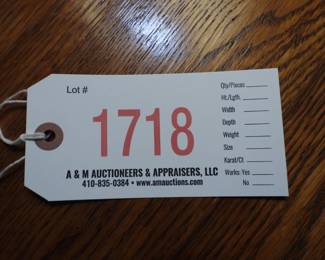 Lot #
1718
A & M AUCTIONEERS & APPRAISERS, LLC
410-835-0384 • www.amauctions.com
Qty/Pieces
Ht./Lgth.
Width
Depth
Weight
Size
Karat/Ct.
Works: Yes
No